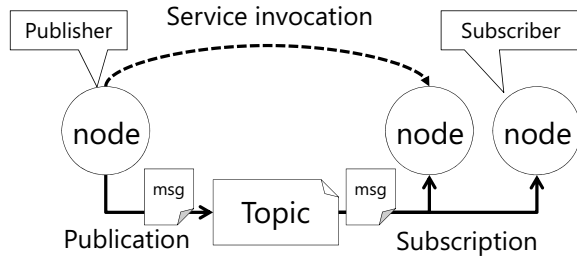 Service invocation
Publisher
Subscriber
node
node
node
msg
Topic
msg
Publication
Subscription